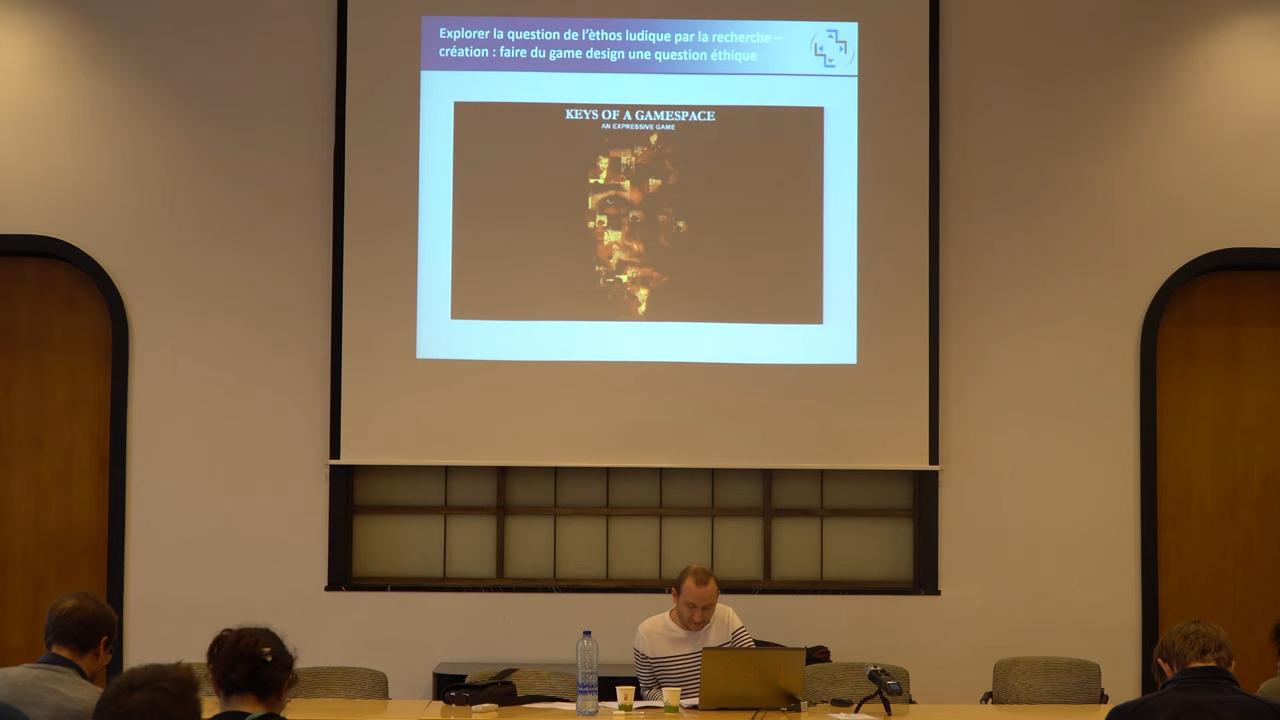 Explorer la question de l'èthos ludique par la recherche –
création : faire du game design une question éthique
KEYS OF A GAMESPACE
AN EXPRESSIVE GAME